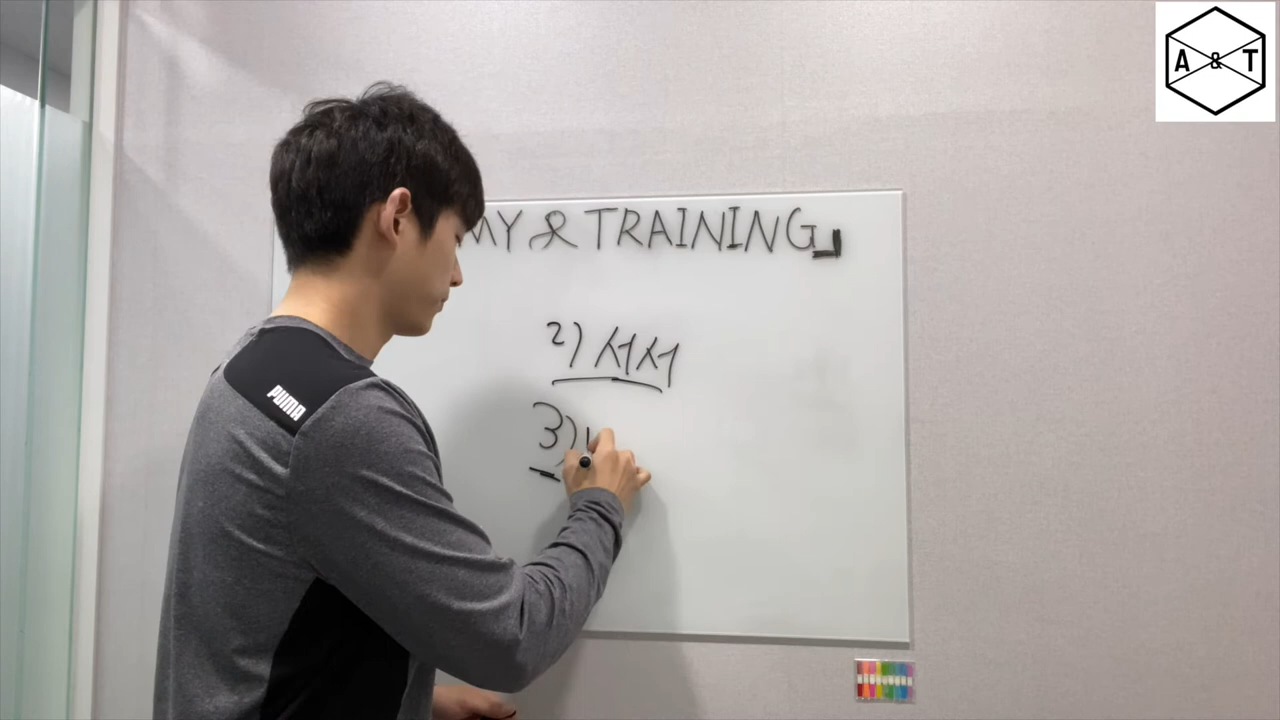 A & T
MY & TRAINING」
2) 서서
3)
PUMA